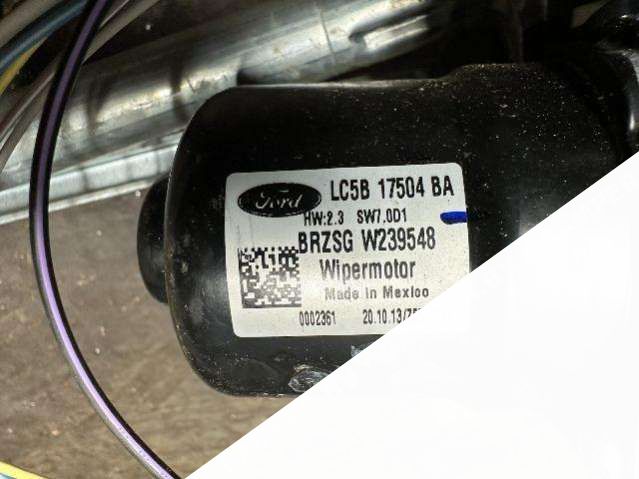 Ford LC5B 17504 BA
HW:2.3 SW7.0D1
BRZSG W239548
Wipermotor
Made in Mexico
0002361 20.10.13/